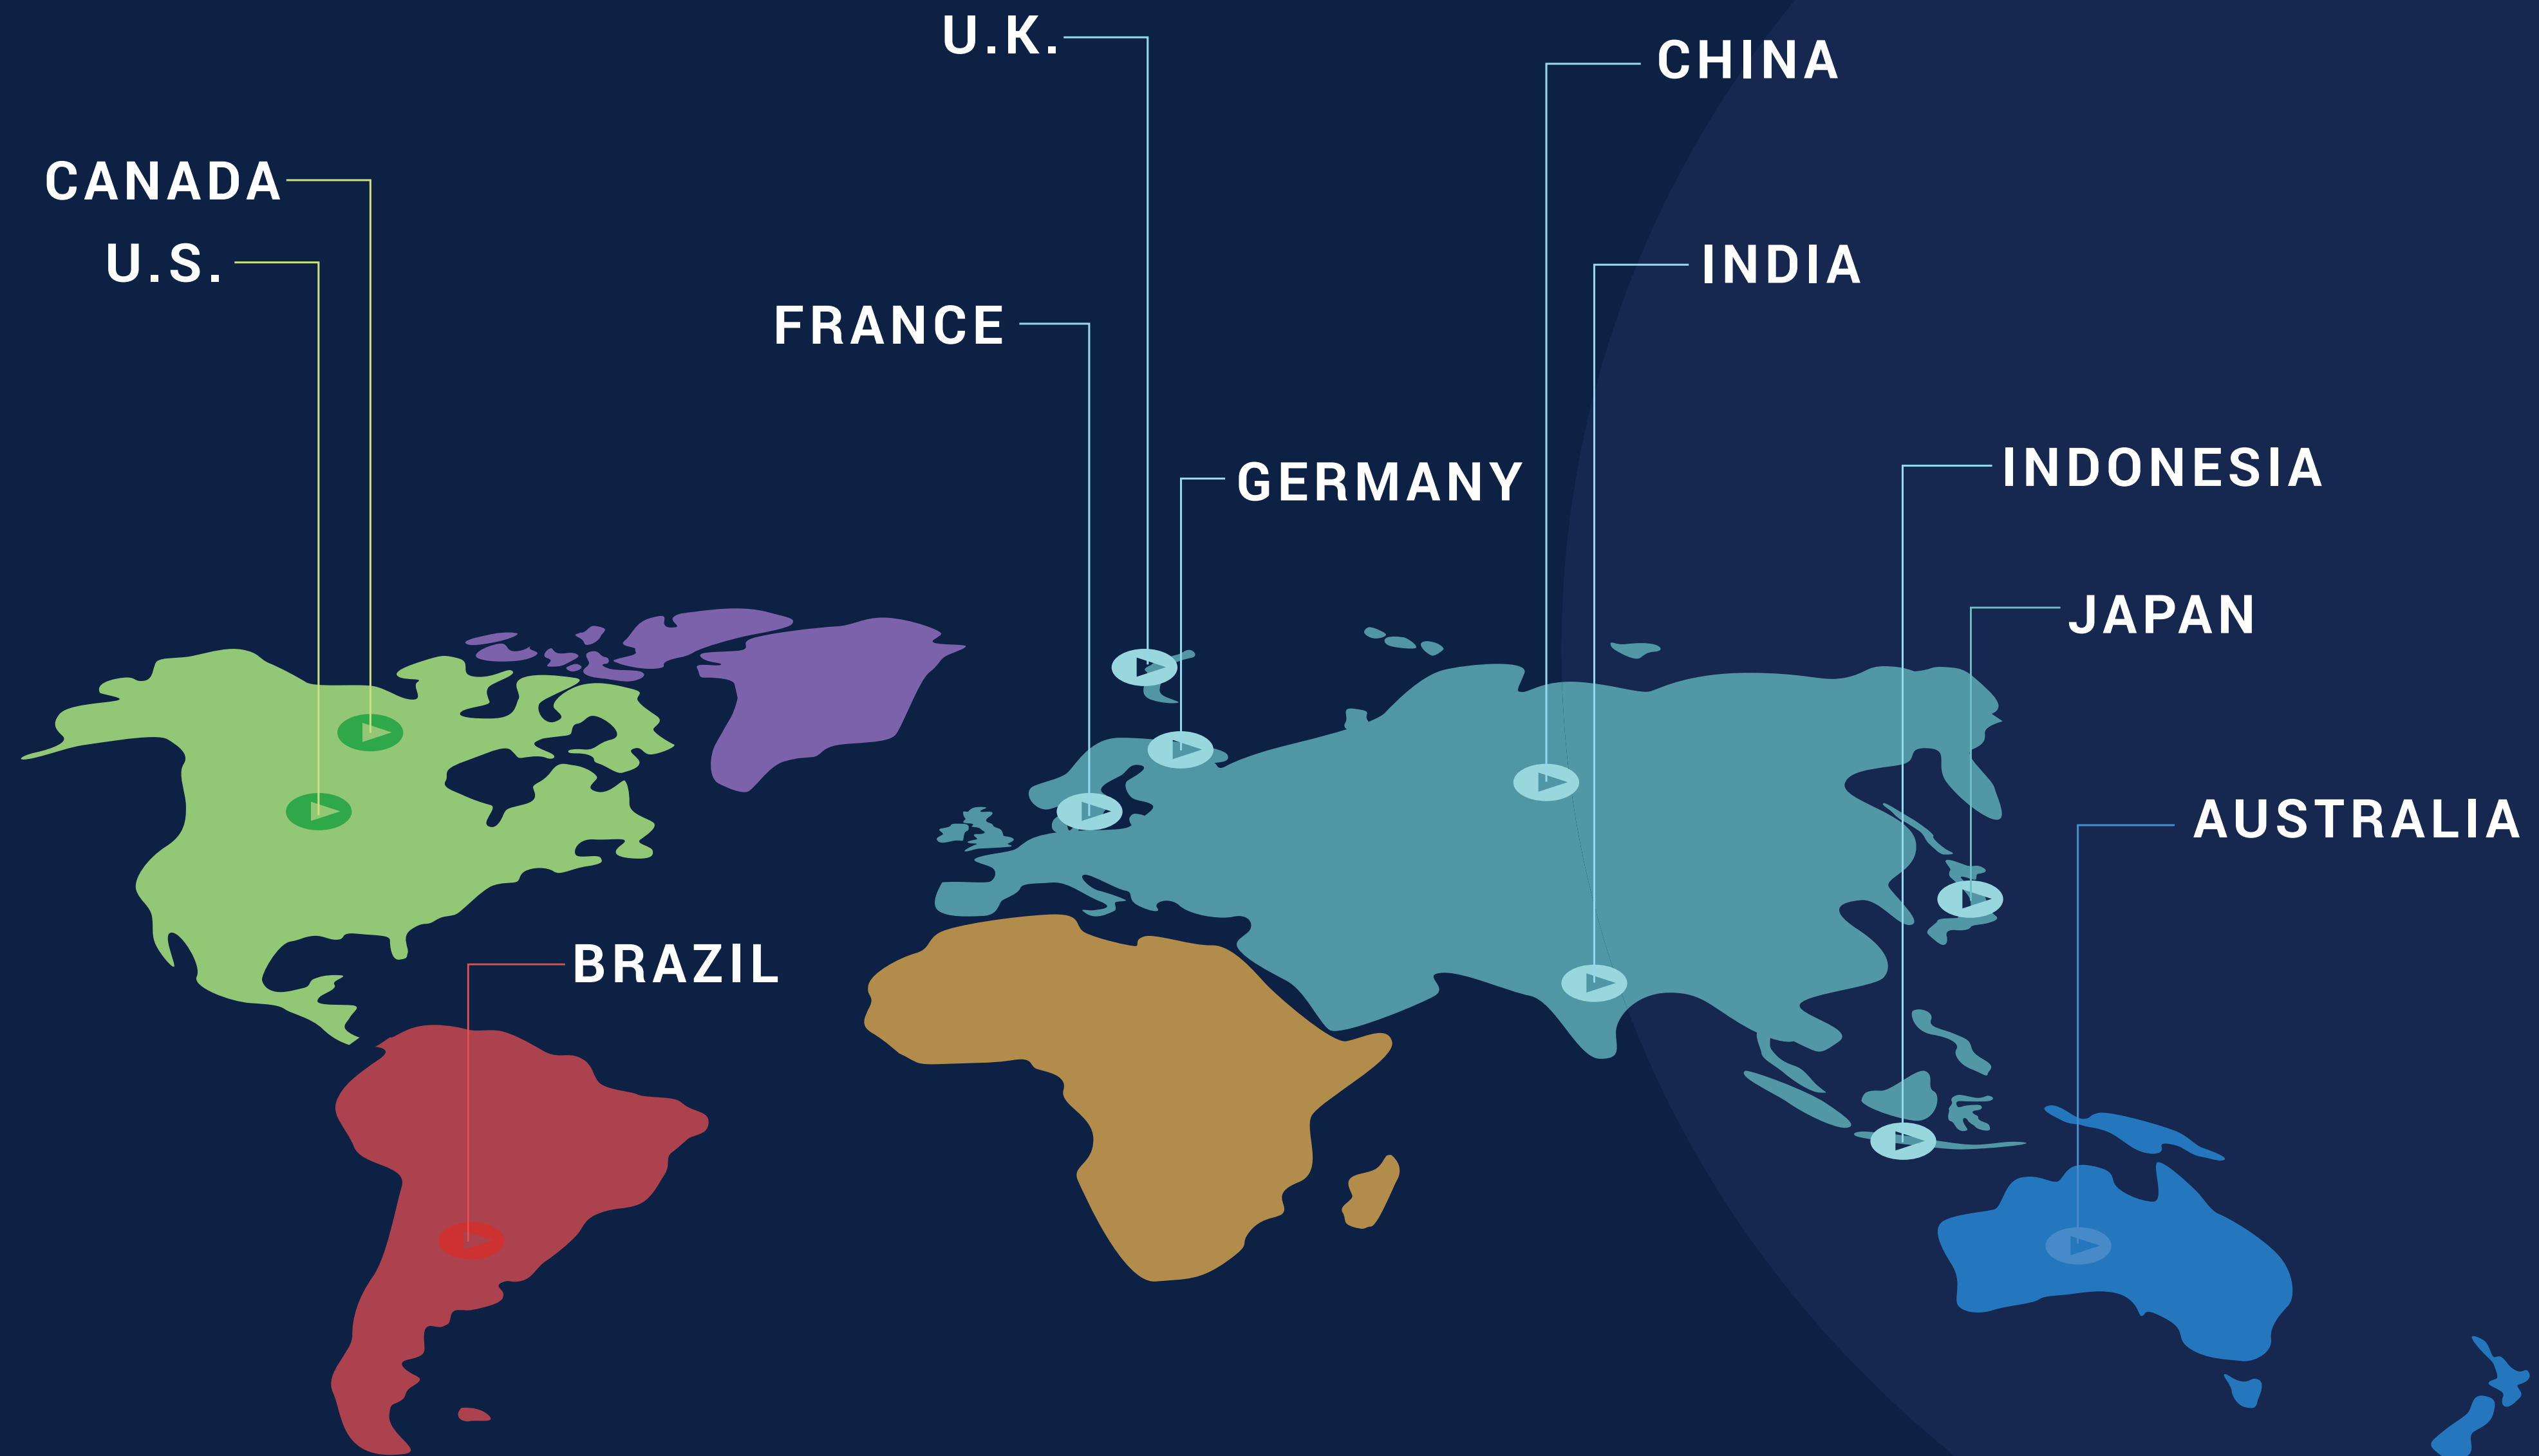 U.K.
CHINA
CANADA
U.S.
INDIA
FRANCE
GERMANY
INDONESIA
JAPAN
AUSTRALIA
BRAZIL